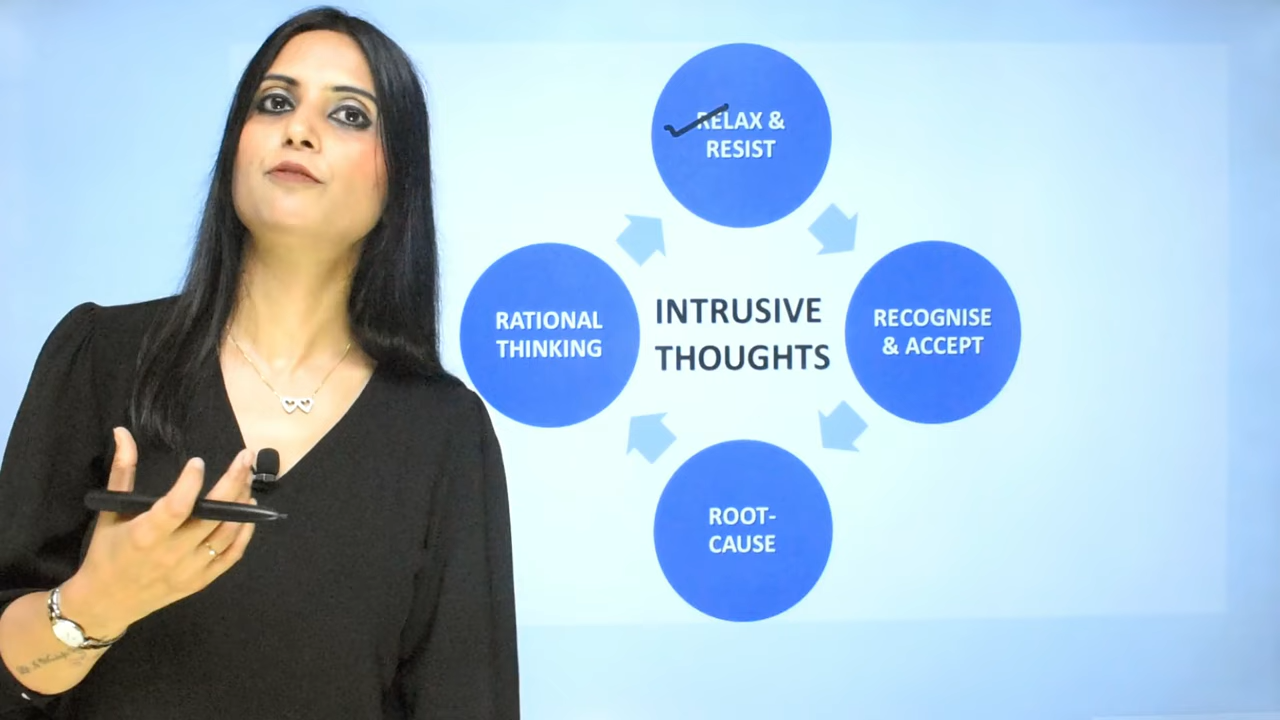 RELAX &
RESIST
RATIONAL
THINKING
INTRUSIVE
THOUGHTS
RECOGNISE
& ACCEPT
ROOT-
CAUSE